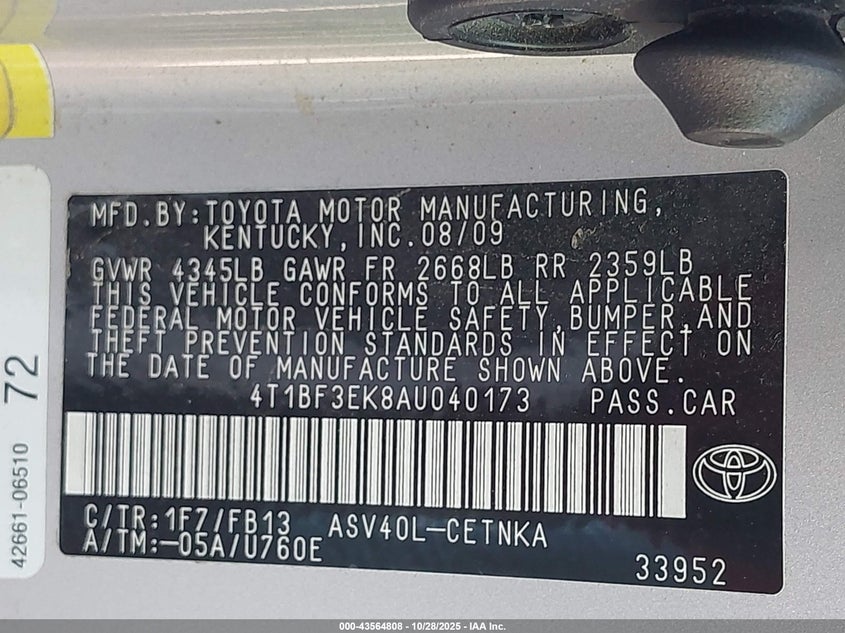 MFD.BY:TOYOTA MOTOR MANUFACTURING,
KENTUCKY,INC.08/09
GVWR 4345LB GAWR FR 2668LB RR 2359LB
THIS VEHICLE CONFORMS TO ALL APPLICABLE
FEDERAL MOTOR VEHICLE SAFETY,BUMPER,AND
THEFT PREVENTION STANDARDS IN EFFECT ON
THE DATE OF MANUFACTURE SHOWN ABOVE.
4T1BF3EK8AU040173 PASS.CAR
C/TR:1F7/FB13 ASV40L-CETNKA
A/TM:-05A/U760E
33952
72
42661-06510
000-43564808 | 10/28/2025 - IAA Inc.